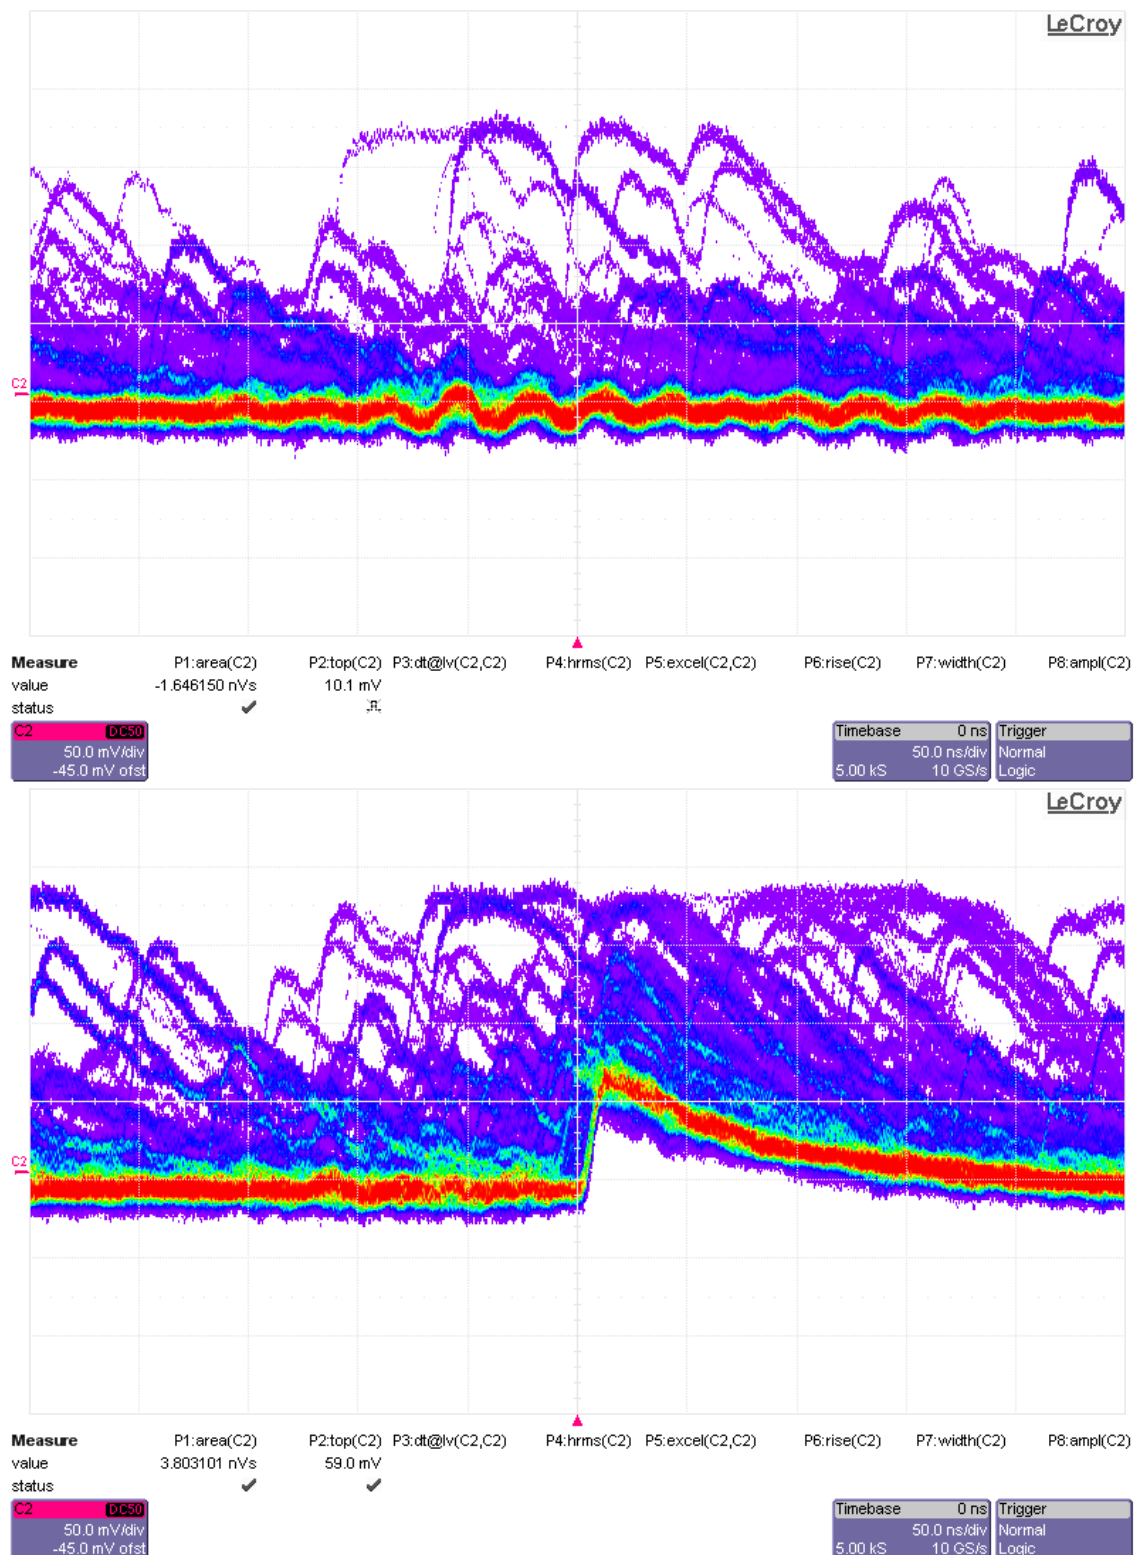 LeCroy
C2
Measure P1:area(C2) P2:top(C2) P3:dt@lv(C2,C2) P4:hrms(C2) P5:excel(C2,C2) P6:rise(C2) P7:width(C2) P8:ampl(C2)
value -1.646150 nVs 10.1 mV
status
C2 DC50 Timebase 0 ns Trigger
50.0 mV/div 50.0 ns/div Normal
-45.0 mV ofst 5.00 kS 10 GS/s Logic
LeCroy
C2
Measure P1:area(C2) P2:top(C2) P3:dt@lv(C2,C2) P4:hrms(C2) P5:excel(C2,C2) P6:rise(C2) P7:width(C2) P8:ampl(C2)
value 3.803101 nVs 59.0 mV
status
C2 DC50 Timebase 0 ns Trigger
50.0 mV/div 50.0 ns/div Normal
-45.0 mV ofst 5.00 kS 10 GS/s Logic